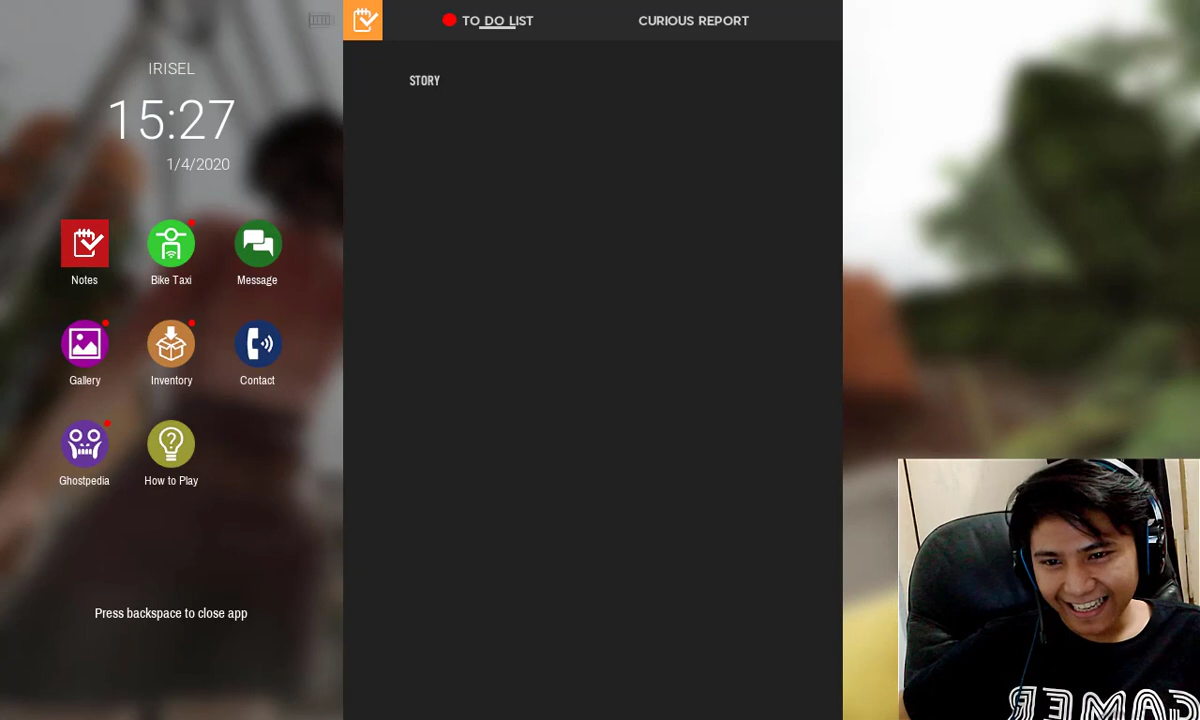 IRISEL
15:27
1/4/2020
Notes
Bike Taxi
Message
Gallery
Inventory
Contact
Ghostpedia
How to Play
Press backspace to close app
TO DO LIST
CURIOUS REPORT
STORY
GAMER